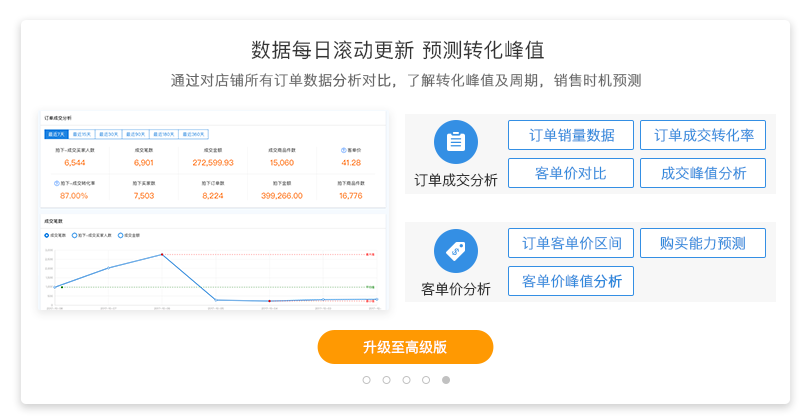 数据每日滚动更新 预测转化峰值
通过对店铺所有订单数据分析对比，了解转化峰值及周期，销售时机预测
订单成交分析
最近7天 最近15天 最近30天 最近90天 最近180天 最近365天
拍下-成交买家人数 成交笔数 成交金额 成交商品件数 客单价
6,544 6,901 272,599.93 15,060 41.28
拍下-成交转化率 拍下买家数 拍下订单数 拍下金额 拍下商品件数
87.00% 7,503 8,224 399,266.00 16,776
成交笔数
成交笔数 拍下-成交买家人数 成交金额
订单成交分析
订单销量数据 订单成交转化率
客单价对比 成交峰值分析
客单价分析
订单客单价区间 购买能力预测
客单价峰值分析
升级至高级版